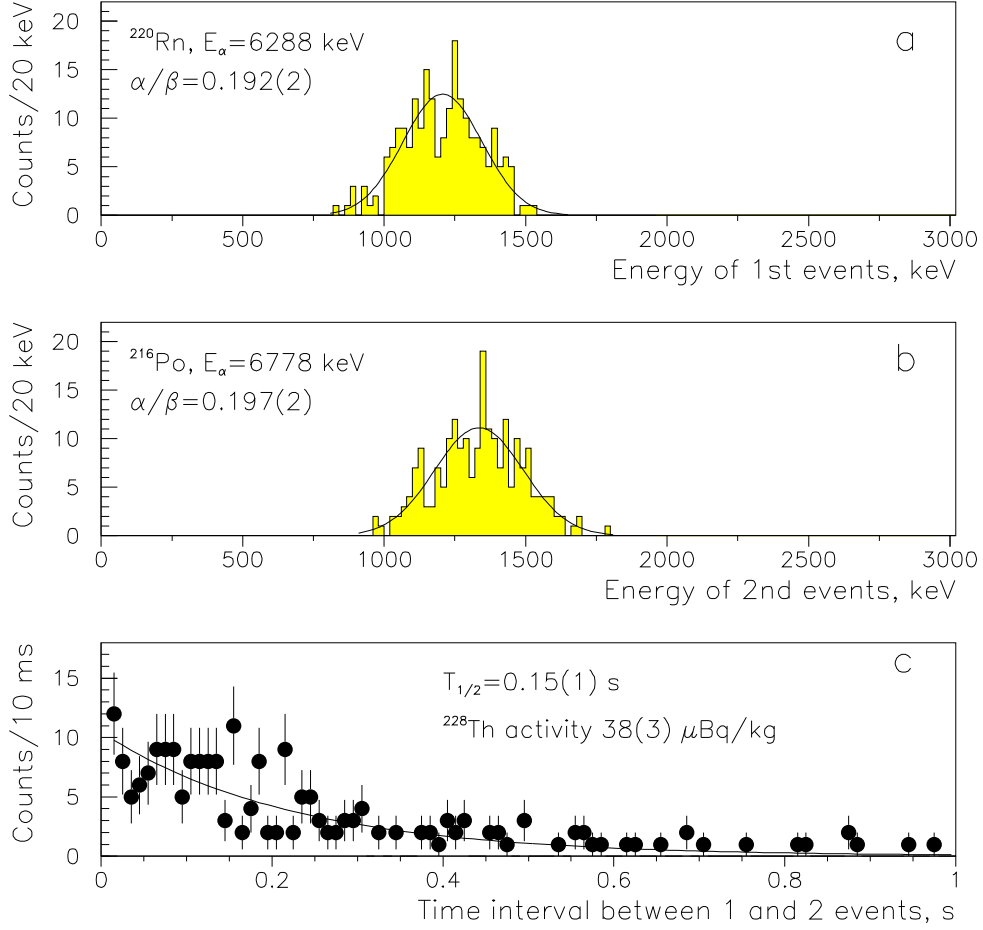 Counts/20 keV
20
15
10
5
0
²²⁰Rn, Eα=6288 keV
α/β=0.192(2)
a
0 500 1000 1500 2000 2500 3000
Energy of 1st events, keV
Counts/20 keV
20
15
10
5
0
²¹⁶Po, Eα=6778 keV
α/β=0.197(2)
b
0 500 1000 1500 2000 2500 3000
Energy of 2nd events, keV
Counts/10 ms
15
10
5
0
T1/2=0.15(1) s
²²⁸Th activity 38(3) μBq/kg
c
0 0.2 0.4 0.6 0.8 1
Time interval between 1 and 2 events, s